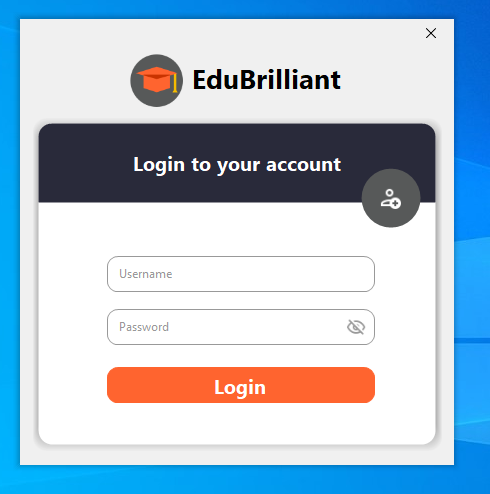 EduBrilliant
Login to your account
Username
Password
Login